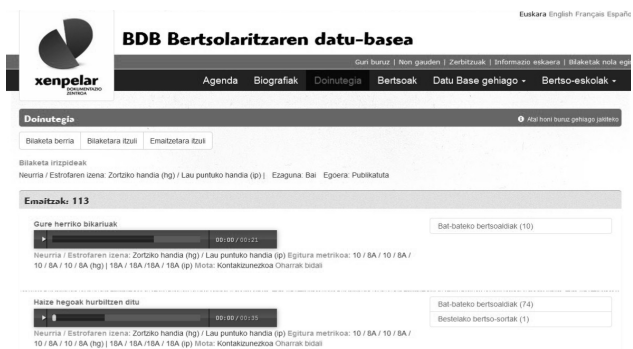 Euskara English Français Españo
BDB Bertsolaritzaren datu-basea
Guri buruz | Non gauden | Zerbitzuak | Informazio eskaera | Bilaketak nola egi
xenpelar
DOKUMENTAZIO
ZENTROA
Agenda Biografiak Doinutegia Bertsoak Datu Base gehiago Bertso-eskolak
Doinutegia
Atal honi buruz gehiago jakiteko
Bilaketa berria Bilaketara itzuli Emaitzetara itzuli
Bilaketa irizpideak
Neurria / Estrofaren izena: Zortziko handia (hg) / Lau puntuko handia (ip) | Ezaguna: Bai Egoera: Publikatuta
Emaitzak: 113
Gure herriko bikariuak
Bat-bateko bertsoaldiak (10)
00:00/00:21
Neurria / Estrofaren izena: Zortziko handia (hg) / Lau puntuko handia (ip) Egitura metrikoa: 10 / 8A / 10 / 8A /
10 / 8A / 10 / 8A (hg) | 18A / 18A /18A / 18A (ip) Mota: Kontakizunezkoa Oharrak bidali
Haize hegoak hurbiltzen ditu
Bat-bateko bertsoaldiak (74)
00:00/00:35
Bestelako bertso-sortak (1)
Neurria / Estrofaren izena: Zortziko handia (hg) / Lau puntuko handia (ip) Egitura metrikoa: 10 / 8A / 10 / 8A /
10 / 8A / 10 / 8A (hg) | 18A / 18A /18A / 18A (ip) Mota: Kontakizunezkoa Oharrak bidali